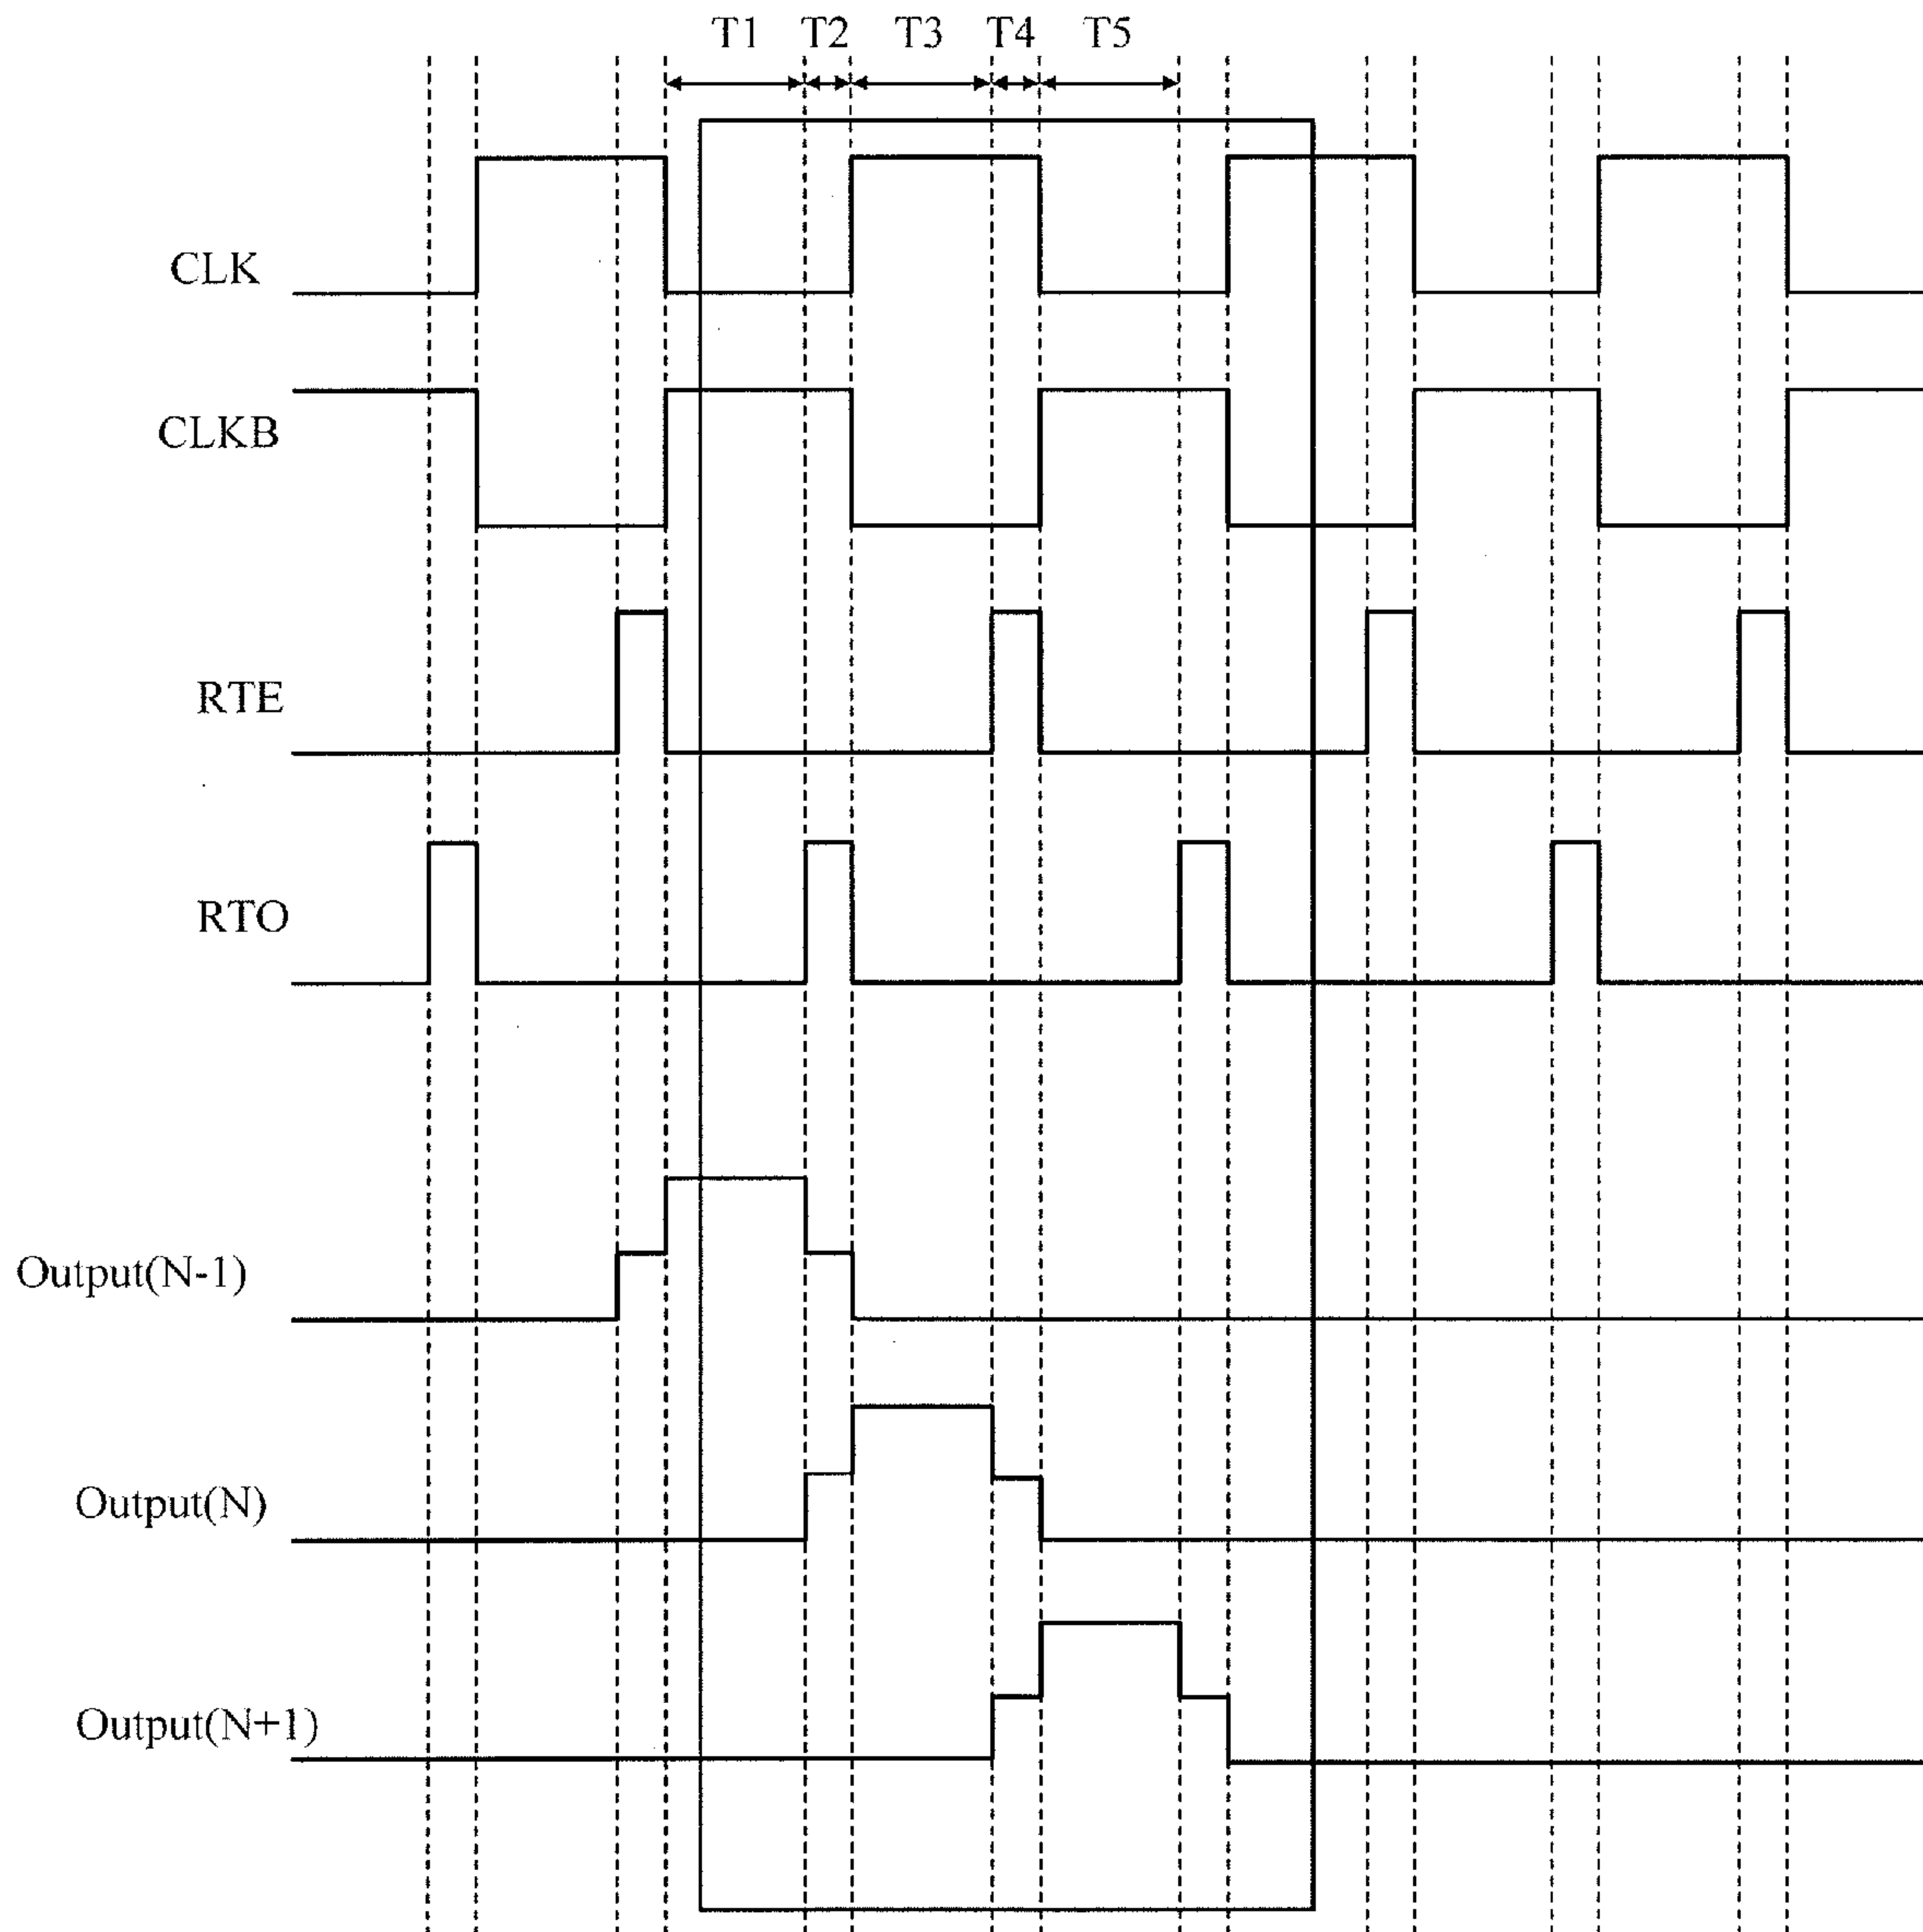 T1 T2 T3 T4 T5
CLK
CLKB
RTE
RTO
Output(N-1)
Output(N)
Output(N+1)